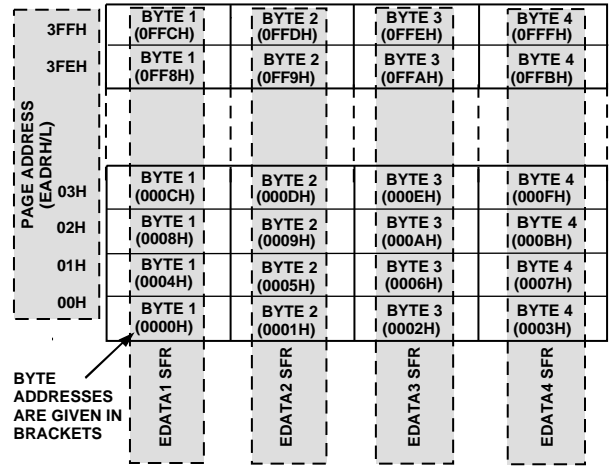 3FFH
BYTE 1 BYTE 2 BYTE 3 BYTE 4
(0FFCH) (0FFDH) (0FFEH) (0FFFH)
3FEH
BYTE 1 BYTE 2 BYTE 3 BYTE 4
(0FF8H) (0FF9H) (0FFAH) (0FFBH)
PAGE ADDRESS
(EADRH/L)
03H
BYTE 1 BYTE 2 BYTE 3 BYTE 4
(000CH) (000DH) (000EH) (000FH)
02H
BYTE 1 BYTE 2 BYTE 3 BYTE 4
(0008H) (0009H) (000AH) (000BH)
01H
BYTE 1 BYTE 2 BYTE 3 BYTE 4
(0004H) (0005H) (0006H) (0007H)
00H
BYTE 1 BYTE 2 BYTE 3 BYTE 4
(0000H) (0001H) (0002H) (0003H)
BYTE
ADDRESSES
ARE GIVEN IN
BRACKETS
EDATA1 SFR
EDATA2 SFR
EDATA3 SFR
EDATA4 SFR